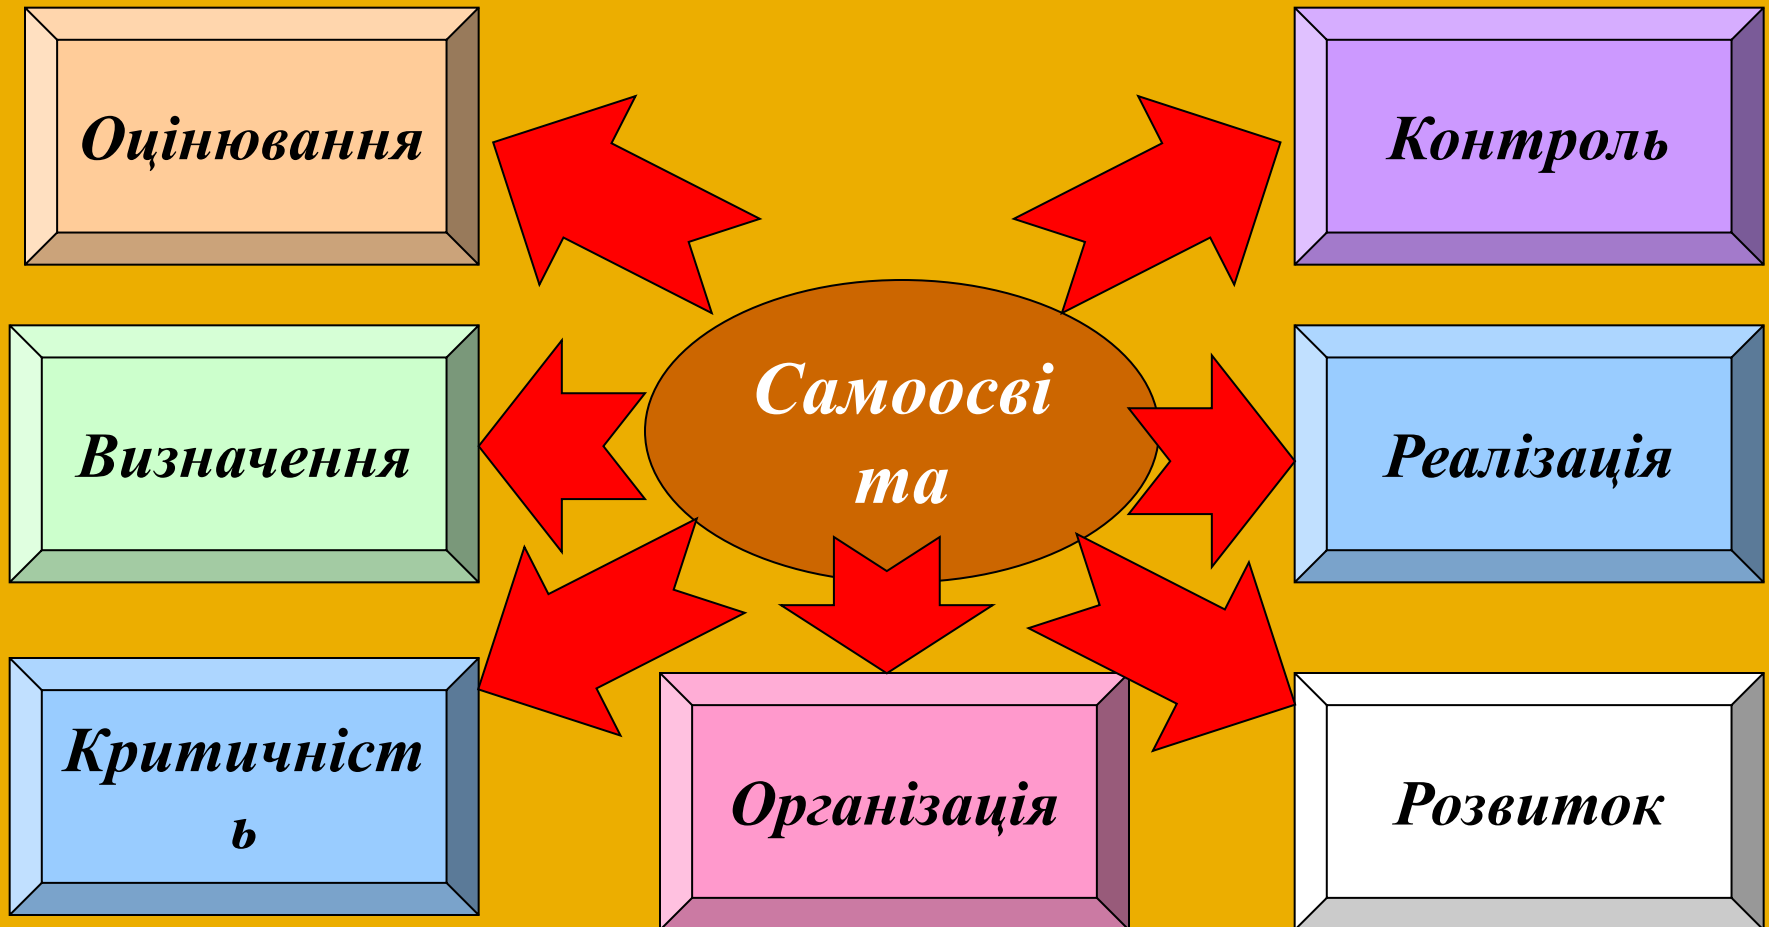 Оцінювання
Контроль
Самоосві
та
Визначення
Реалізація
Критичніст
ь
Організація
Розвиток